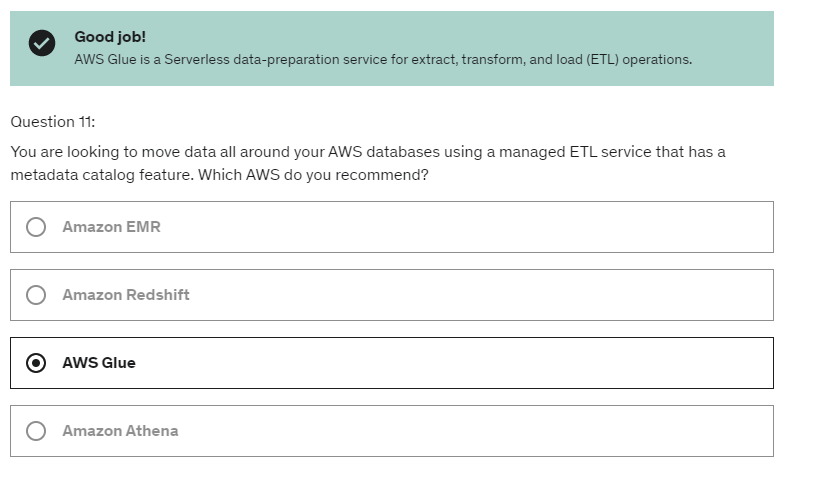 Good job!
AWS Glue is a Serverless data-preparation service for extract, transform, and load (ETL) operations.
Question 11:
You are looking to move data all around your AWS databases using a managed ETL service that has a
metadata catalog feature. Which AWS do you recommend?
Amazon EMR
Amazon Redshift
AWS Glue
Amazon Athena